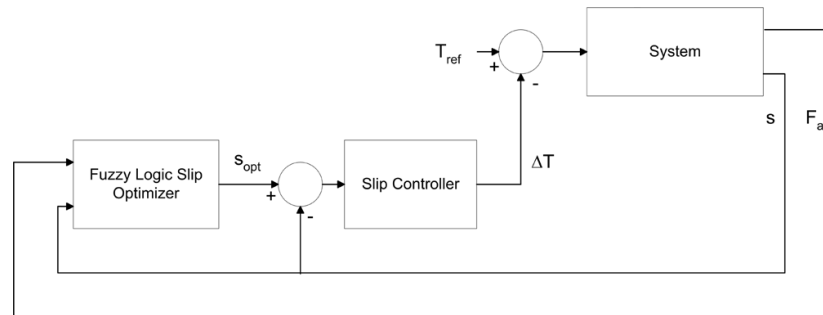 T_ref
+
-
System
s
F_a
Fuzzy Logic Slip
Optimizer
s_opt
+
-
Slip Controller
ΔT